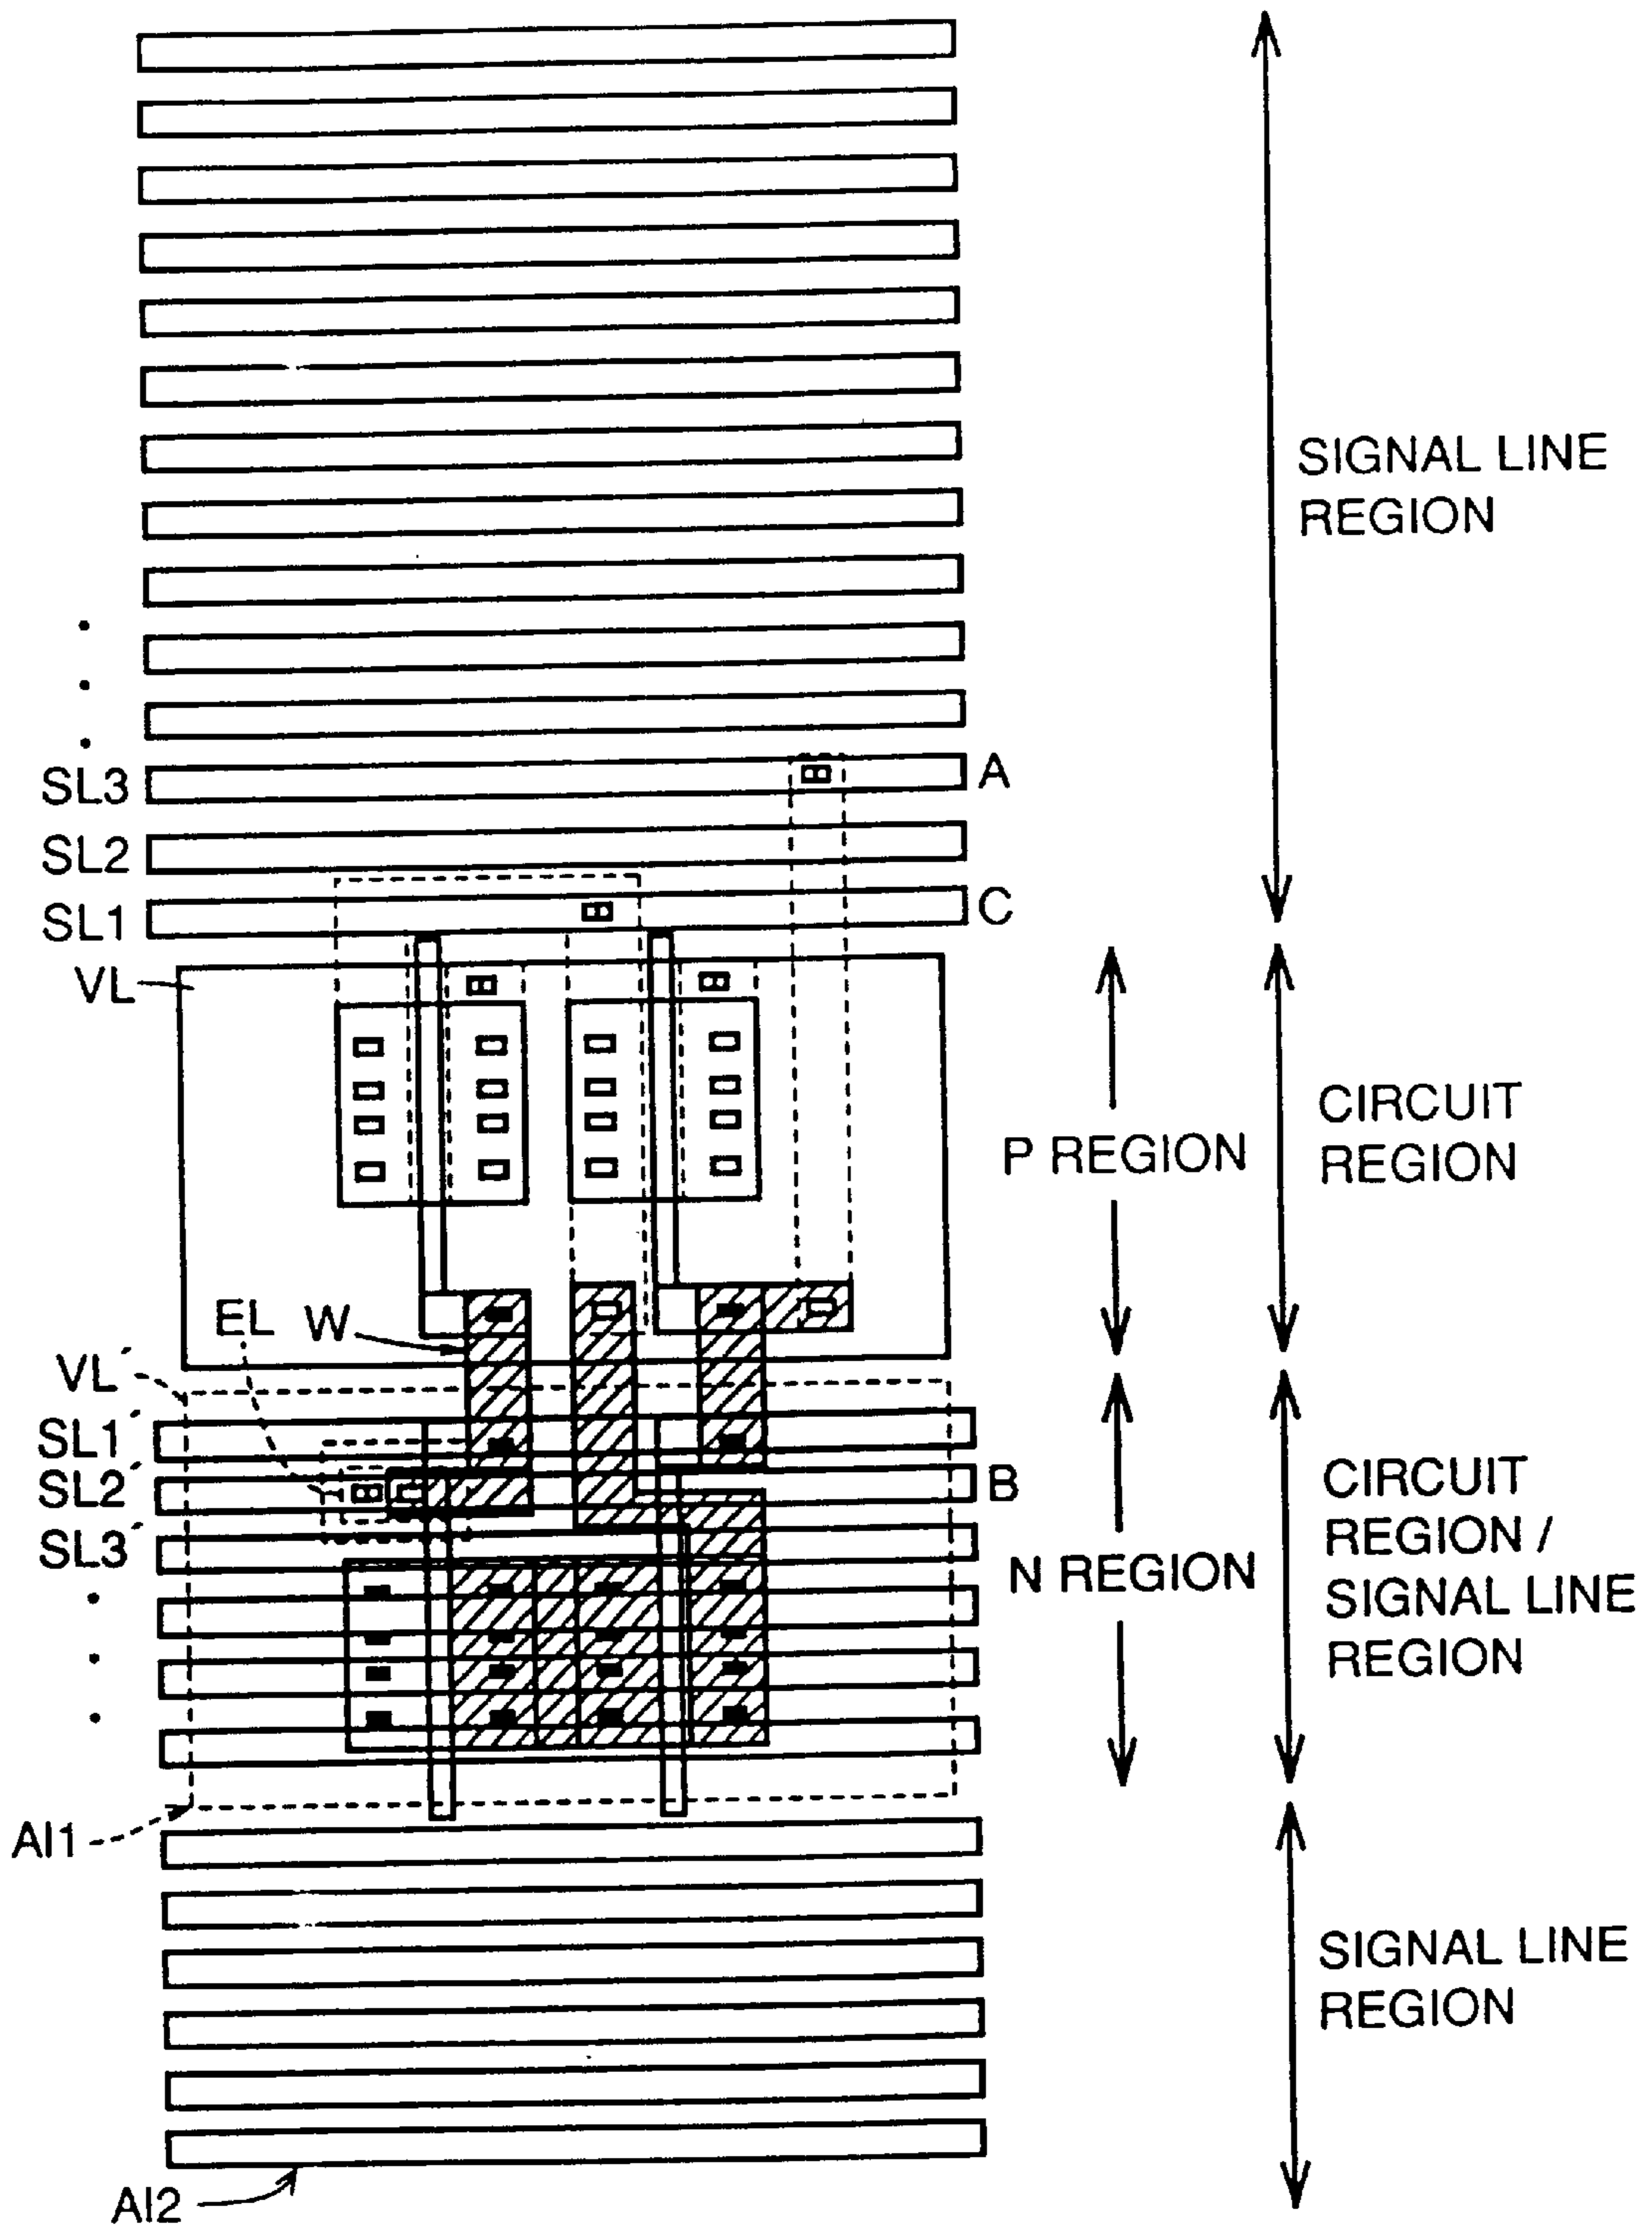 SIGNAL LINE
REGION
SL3
A
SL2
SL1
C
VL
P REGION
CIRCUIT
REGION
EL
W
VL´
SL1´
SL2´
B
SL3´
N REGION
CIRCUIT
REGION /
SIGNAL LINE
REGION
Al1
SIGNAL LINE
REGION
Al2